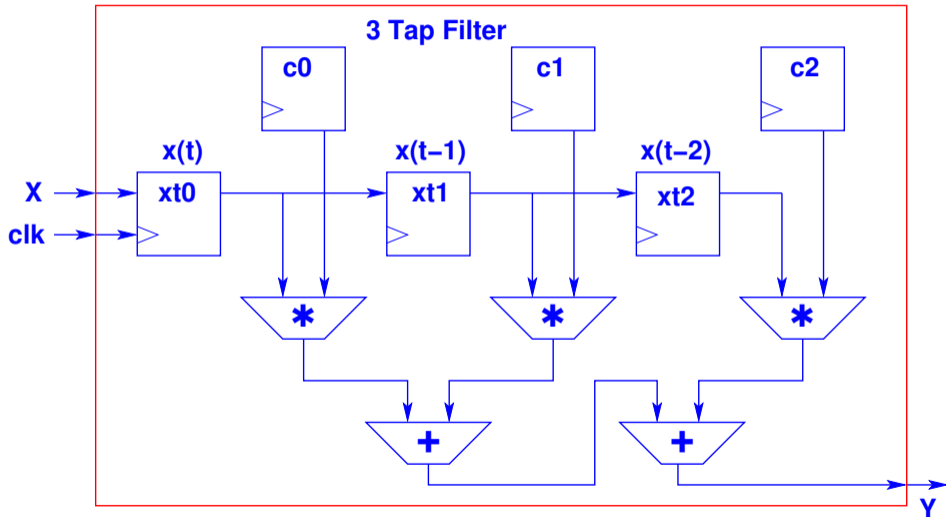 3 Tap Filter
c0
c1
c2
x(t)
x(t−1)
x(t−2)
X
xt0
xt1
xt2
clk
*
*
*
+
+
Y